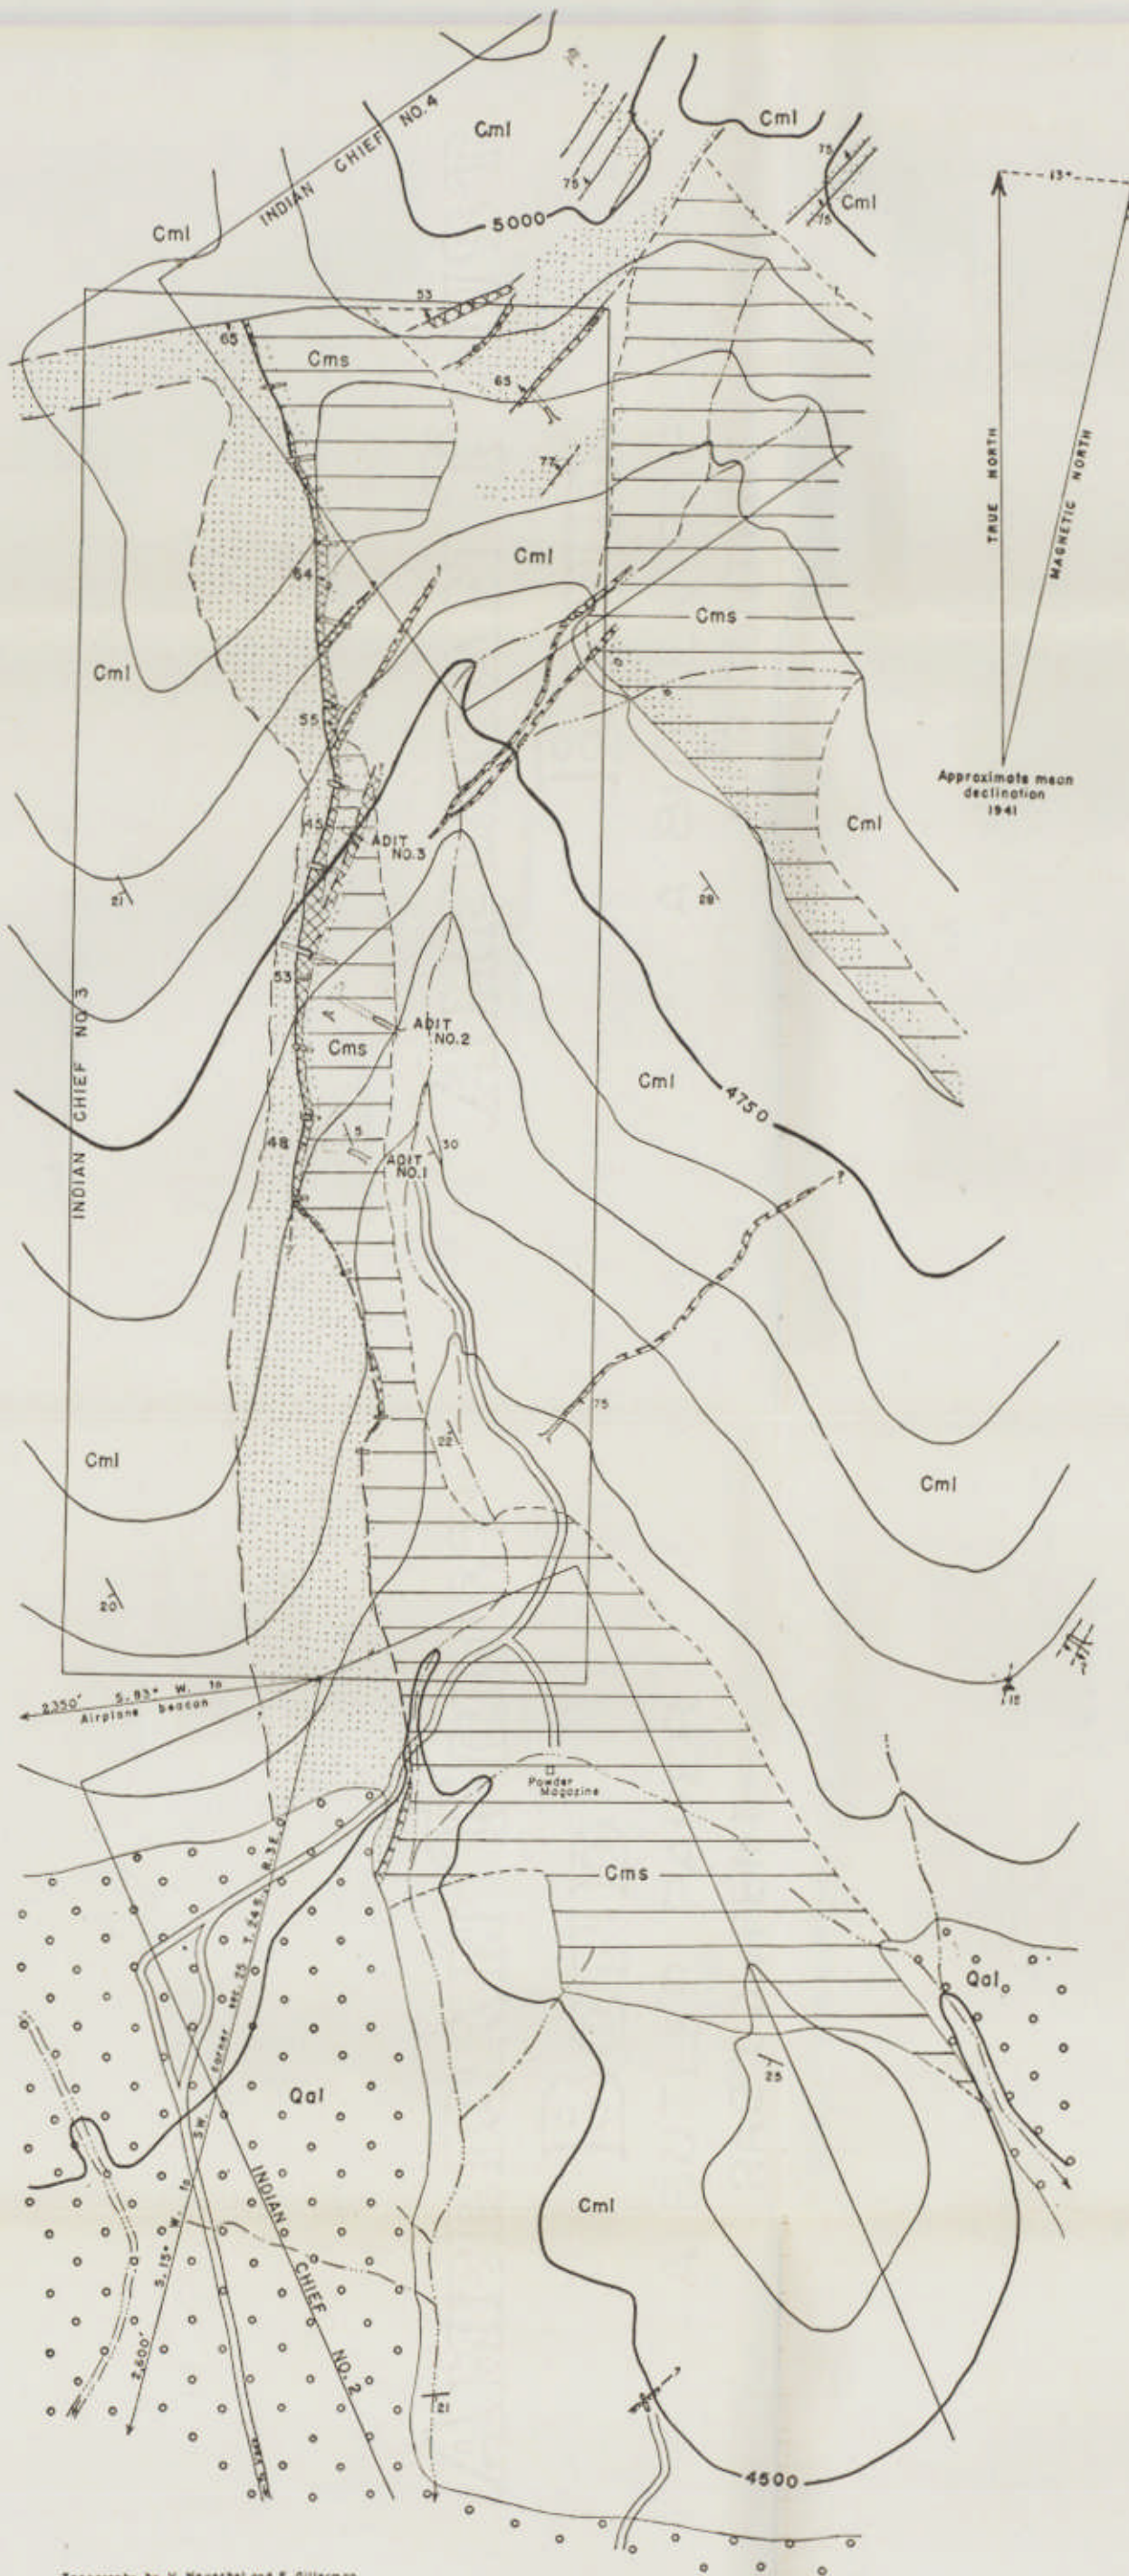 Cml
Cml
INDIAN CHIEF NO. 4
75
75
Cml
75
13°
5000
Cml
53
65
Cms
65
77
TRUE NORTH
MAGNETIC NORTH
Cml
64
Cms
Cml
55
Approximate mean
declination
1941
45
Cml
ADIT
NO.3
21
28
53
INDIAN CHIEF NO. 3
A
ADIT
NO.2
Cms
Cml
4750
48
5
30
ADIT
NO.1
?
75
22
Cml
Cml
20
2350' S. 83° W. to
Airplane beacon
15
Powder
Magazine
Cms
2,600' S. 15° W. to SW. corner sec. 25 T. 24 S. R. 3 E.
Qal
25
Qal
INDIAN CHIEF NO. 2
Cml
21
4500